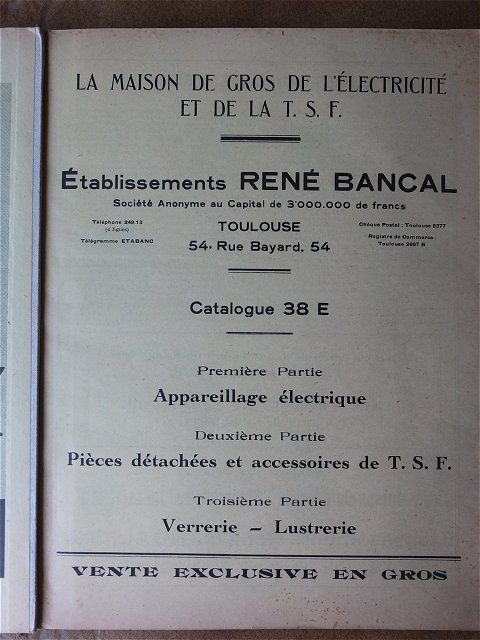 LA MAISON DE GROS DE L'ÉLECTRICITÉ
ET DE LA T. S. F.
Établissements RENÉ BANCAL
Société Anonyme au Capital de 3'000.000 de francs
Téléphone 249.13
(4 lignes)
Télégramme ETABANC
TOULOUSE
54, Rue Bayard, 54
Chèque Postal : Toulouse 9377
Registre de Commerce
Toulouse 2667 B
Catalogue 38 E
Première Partie
Appareillage électrique
Deuxième Partie
Pièces détachées et accessoires de T. S. F.
Troisième Partie
Verrerie – Lustrerie
VENTE EXCLUSIVE EN GROS